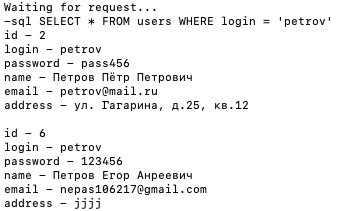 Waiting for request...
-sql SELECT * FROM users WHERE login = 'petrov'
id - 2
login - petrov
password - pass456
name - Петров Пётр Петрович
email - petrov@mail.ru
address - ул. Гагарина, д.25, кв.12

id - 6
login - petrov
password - 123456
name - Петров Егор Анреевич
email - nepas106217@gmail.com
address - jjjj